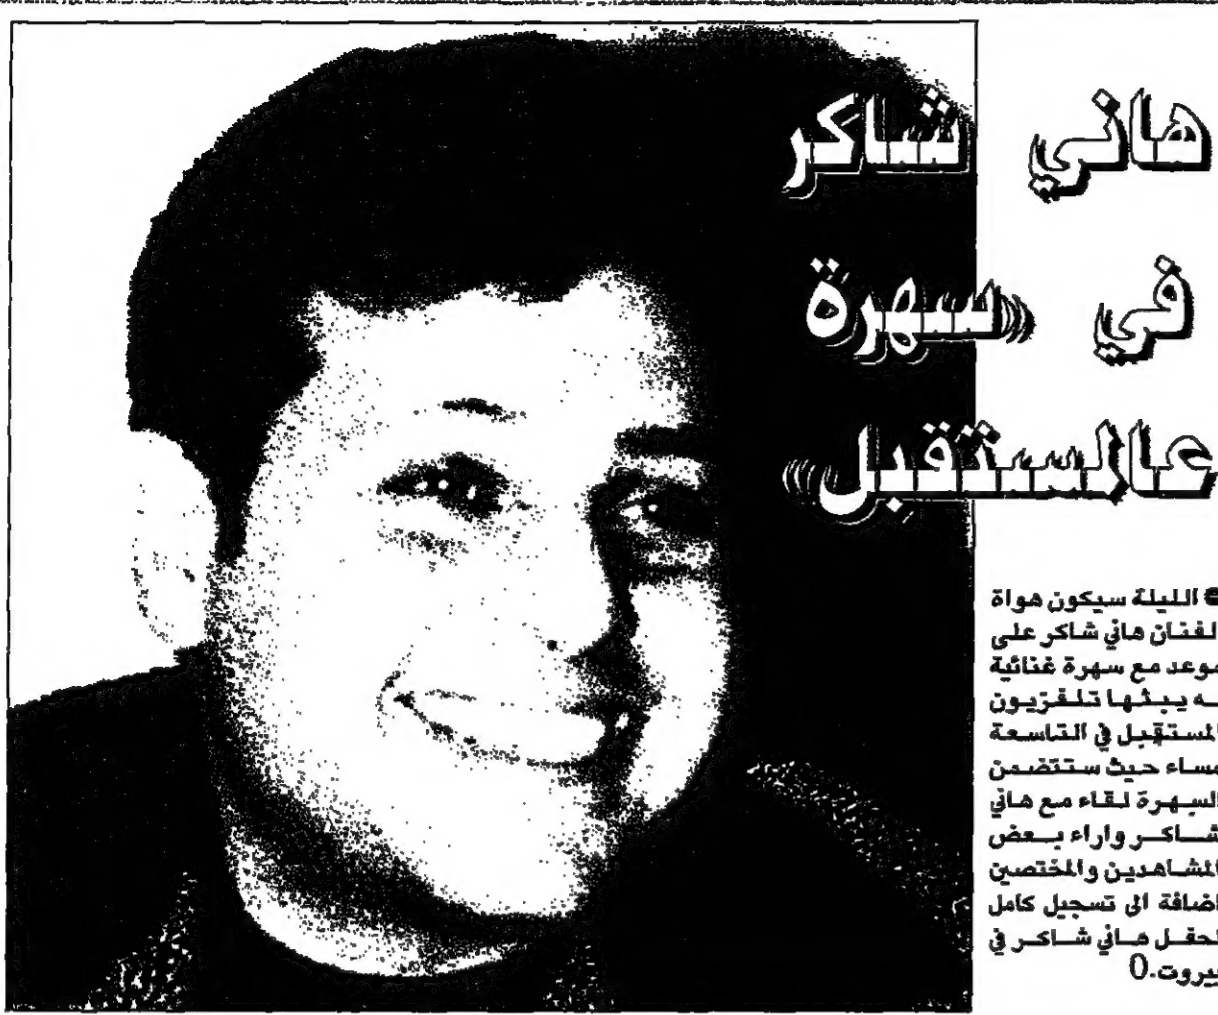 هاني شاكر
في «سهرة
عالمستقبل»
● الليلة سيكون هواة
الفنان هاني شاكر على
موعد مع سهرة غنائية
له يبثها تلفزيون
المستقبل في التاسعة
مساء حيث ستتضمن
السهرة لقاء مع هاني
شاكر واراء بعض
المشاهدين والمختصين
اضافة الى تسجيل كامل
لحفل هاني شاكر في
بيروت.()